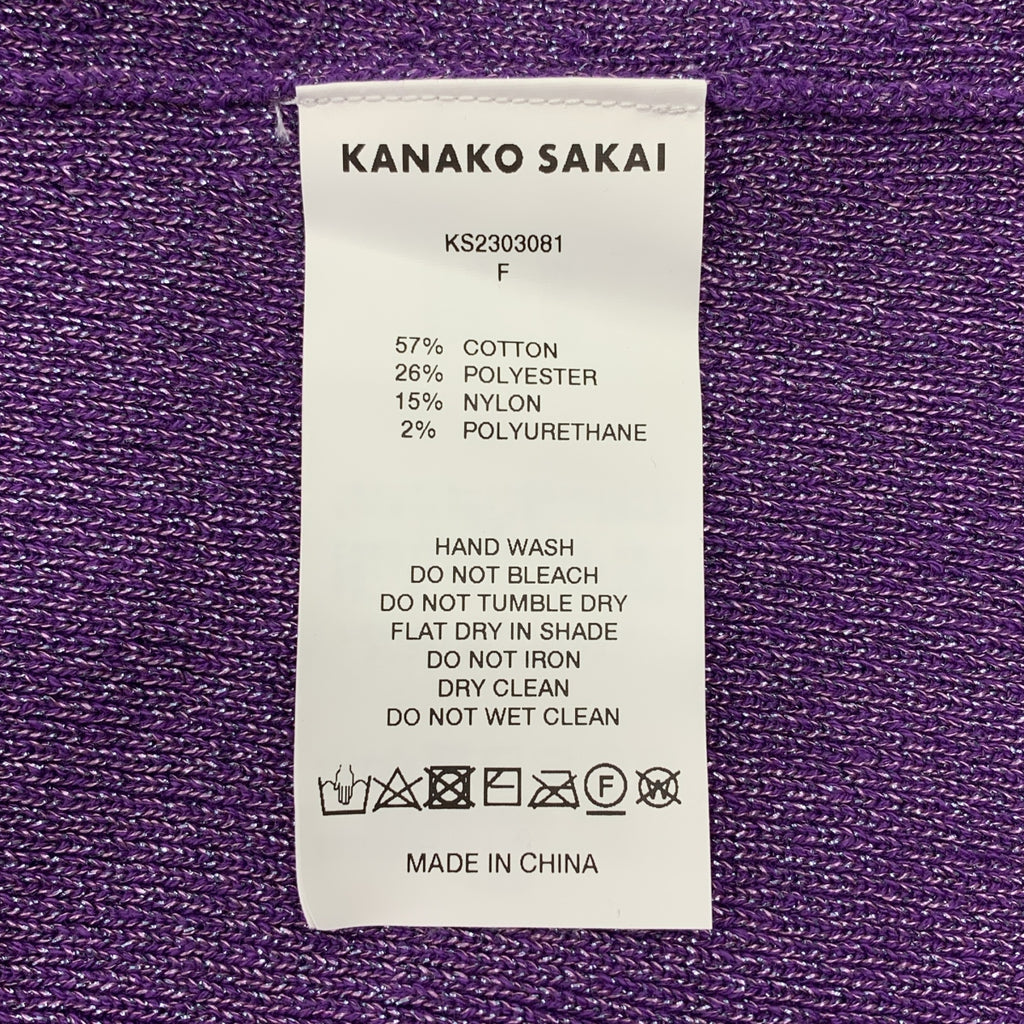 KANAKO SAKAI
KS2303081
F
57% COTTON
26% POLYESTER
15% NYLON
2% POLYURETHANE
HAND WASH
DO NOT BLEACH
DO NOT TUMBLE DRY
FLAT DRY IN SHADE
DO NOT IRON
DRY CLEAN
DO NOT WET CLEAN
F W
MADE IN CHINA